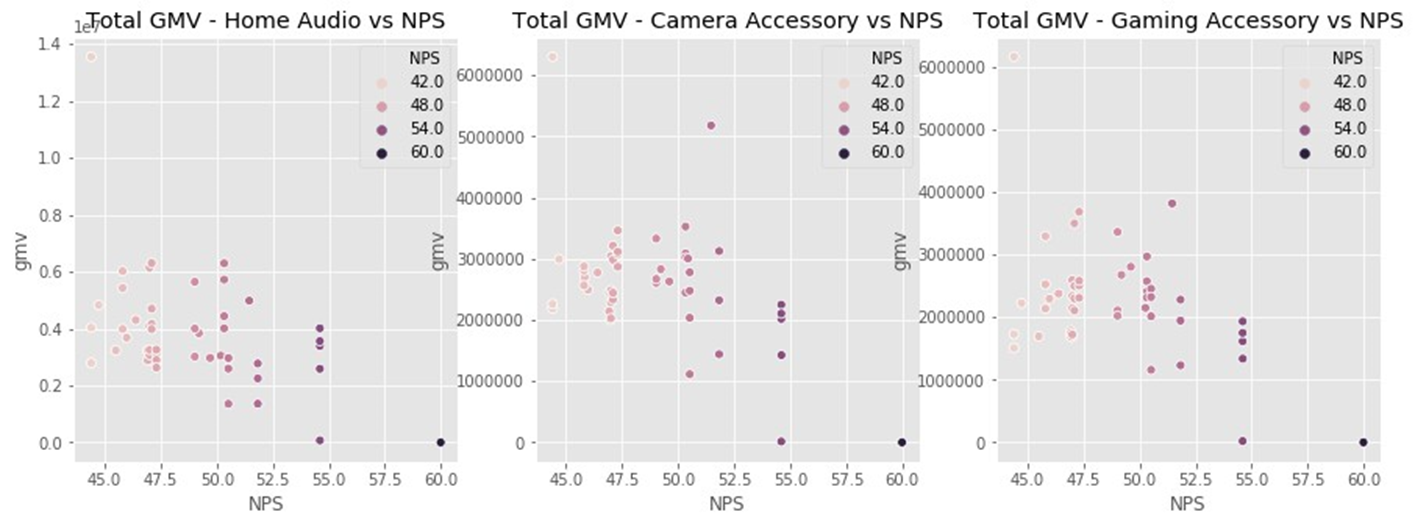 Total GMV - Home Audio vs NPS
1e7
1.4
1.2
1.0
0.8
0.6
0.4
0.2
0.0
gmv
45.0 47.5 50.0 52.5 55.0 57.5 60.0
NPS
NPS
42.0
48.0
54.0
60.0
Total GMV - Camera Accessory vs NPS
6000000
5000000
4000000
3000000
2000000
1000000
0
gmv
45.0 47.5 50.0 52.5 55.0 57.5 60.0
NPS
NPS
42.0
48.0
54.0
60.0
Total GMV - Gaming Accessory vs NPS
6000000
5000000
4000000
3000000
2000000
1000000
0
gmv
45.0 47.5 50.0 52.5 55.0 57.5 60.0
NPS
NPS
42.0
48.0
54.0
60.0